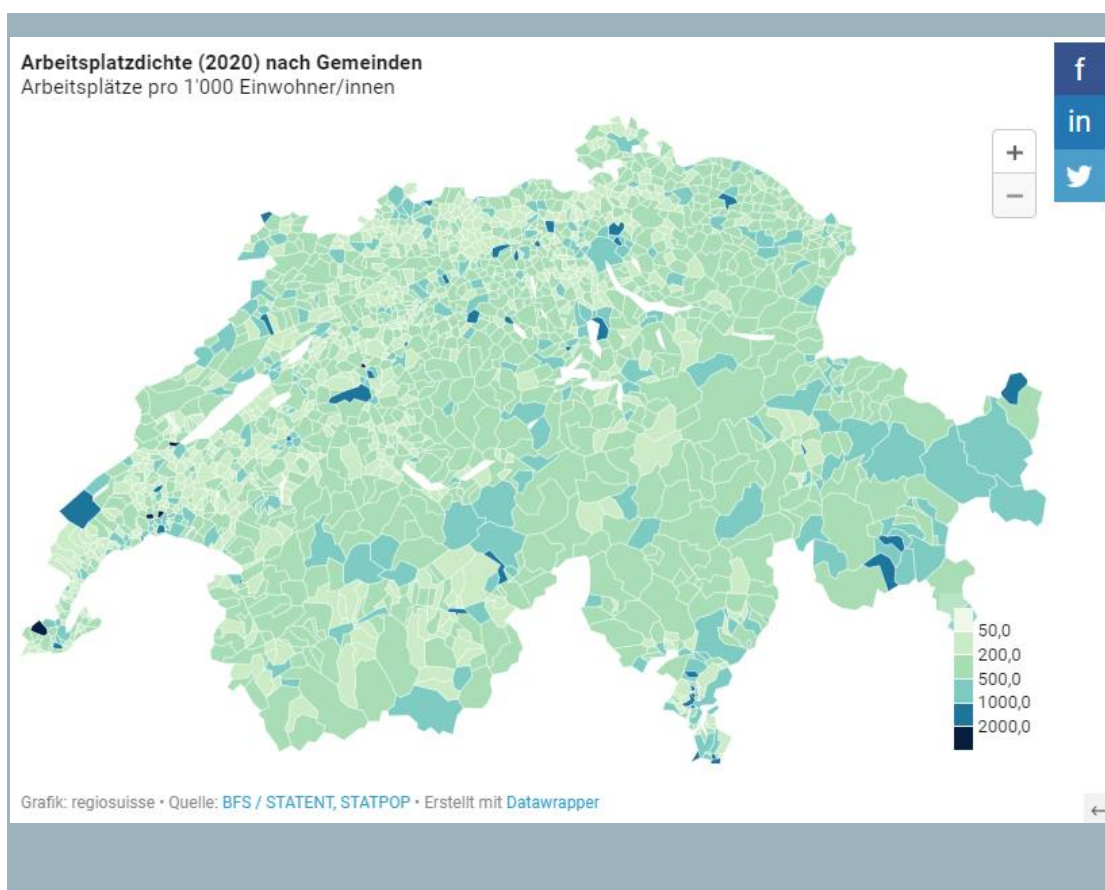 Arbeitsplatzdichte (2020) nach Gemeinden
Arbeitsplätze pro 1'000 Einwohner/innen
f
in
+
−
50,0
200,0
500,0
1000,0
2000,0
Grafik: regiosuisse • Quelle: BFS / STATENT, STATPOP • Erstellt mit Datawrapper